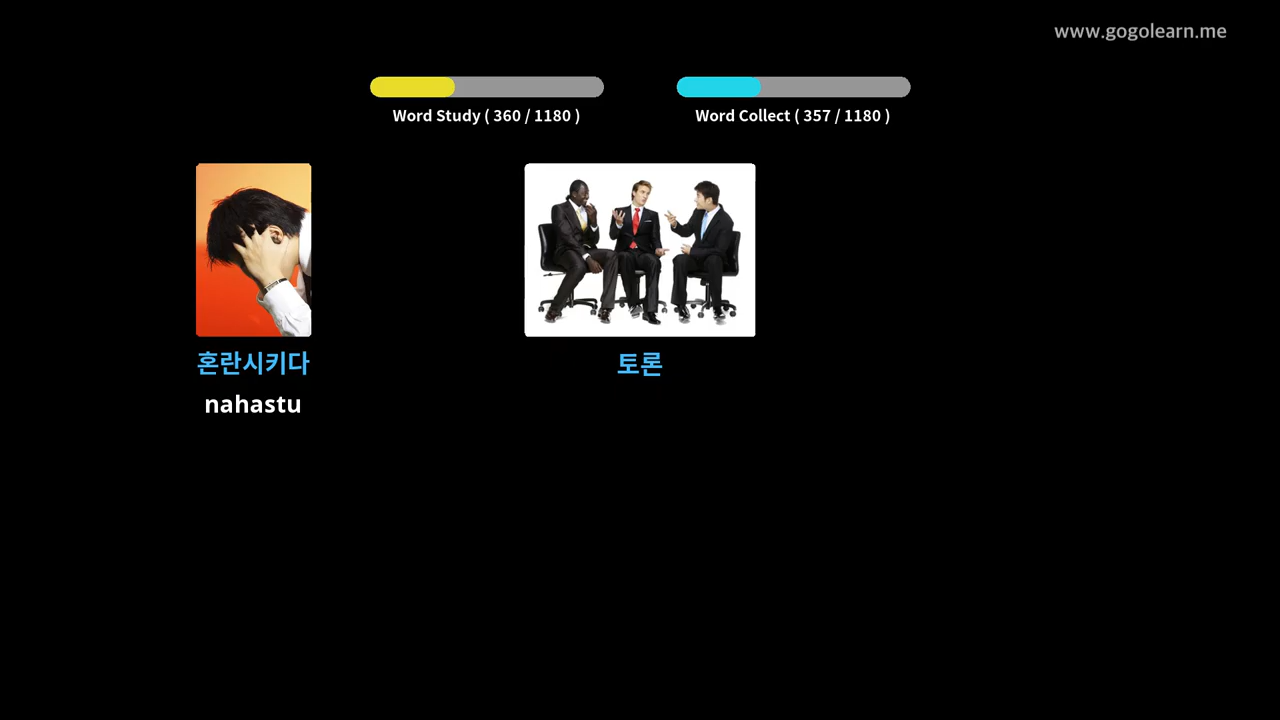 www.gogolearn.me
Word Study ( 360 / 1180 )
Word Collect ( 357 / 1180 )
혼란시키다
토론
nahastu